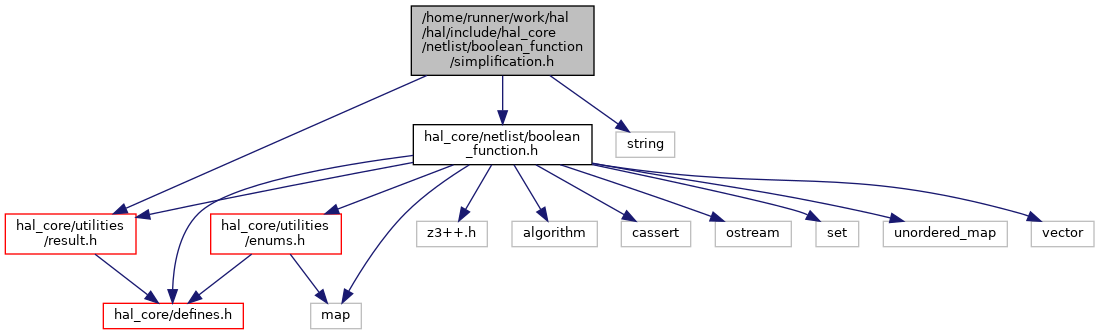 /home/runner/work/hal
/hal/include/hal_core
/netlist/boolean_function
/simplification.h
hal_core/netlist/boolean
_function.h
string
hal_core/utilities
/result.h
hal_core/utilities
/enums.h
z3++.h
algorithm
cassert
ostream
set
unordered_map
vector
hal_core/defines.h
map